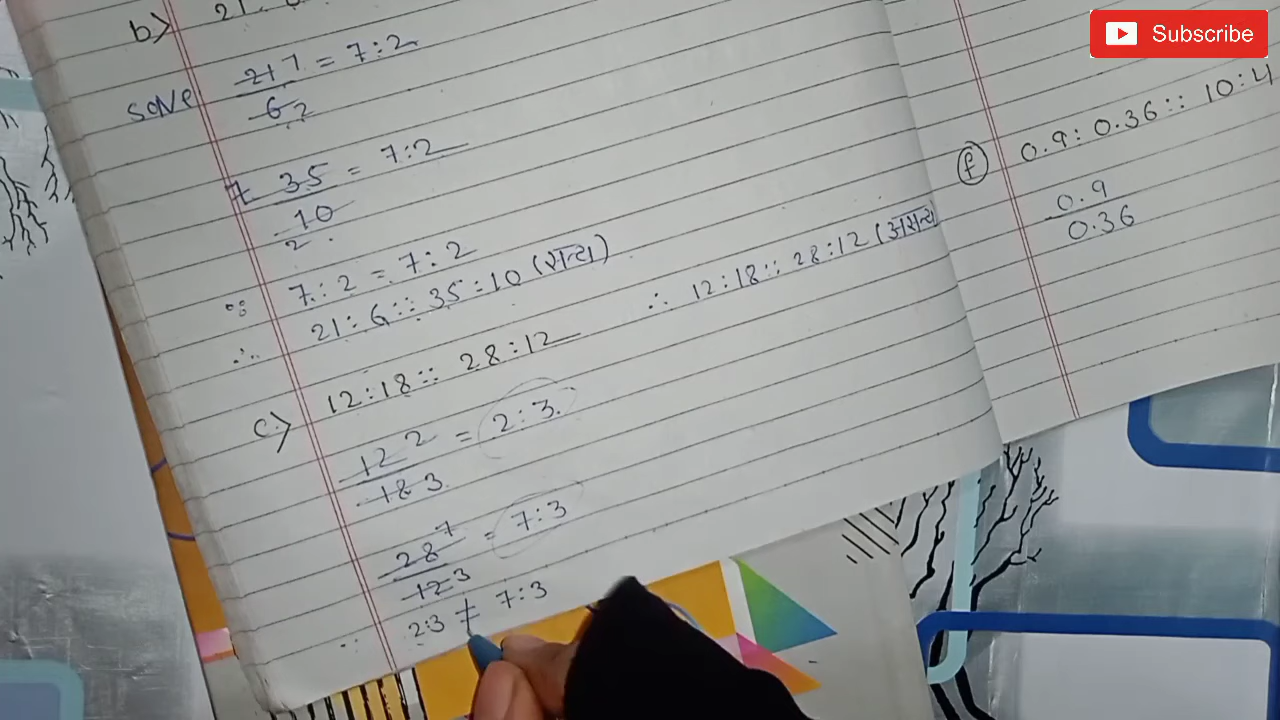 Subscribe
b) 21
solve 21 7 = 7:2
6 2
7 35 = 7:2
10
2
∵ 7:2 = 7:2
∴ 21:6::35:10 (सत्य)
c) 12:18::28:12
12 2 = 2:3
18 3
28 7 = 7:3
12 3
∵ 2:3 ≠ 7:3
∴ 12:18::28:12 (असत्य
(f) 0.9:0.36::10:4
0.9
0.36